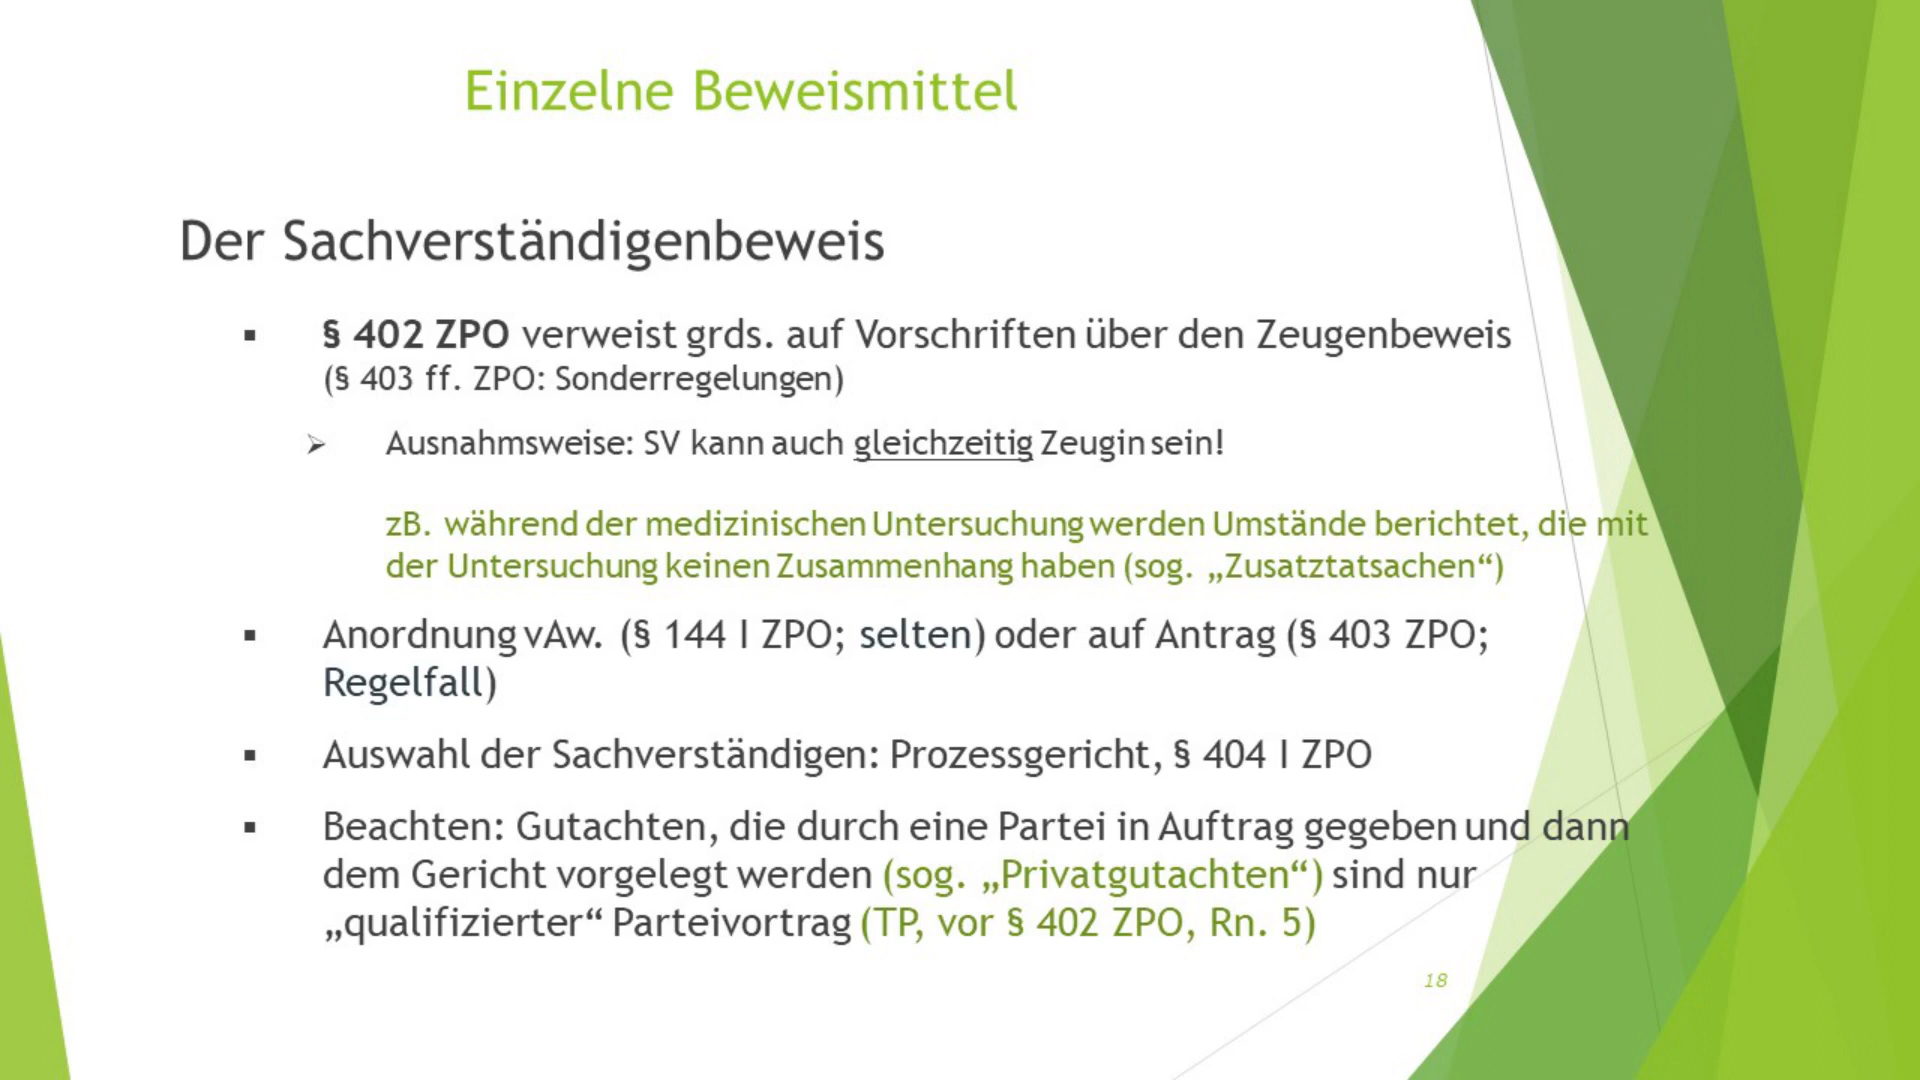 Einzelne Beweismittel
Der Sachverständigenbeweis
▪ § 402 ZPO verweist grds. auf Vorschriften über den Zeugenbeweis
(§ 403 ff. ZPO: Sonderregelungen)
➢ Ausnahmsweise: SV kann auch gleichzeitig Zeugin sein!
zB. während der medizinischen Untersuchung werden Umstände berichtet, die mit
der Untersuchung keinen Zusammenhang haben (sog. „Zusatztatsachen“)
▪ Anordnung vAw. (§ 144 I ZPO; selten) oder auf Antrag (§ 403 ZPO;
Regelfall)
▪ Auswahl der Sachverständigen: Prozessgericht, § 404 I ZPO
▪ Beachten: Gutachten, die durch eine Partei in Auftrag gegeben und dann
dem Gericht vorgelegt werden (sog. „Privatgutachten“) sind nur
„qualifizierter“ Parteivortrag (TP, vor § 402 ZPO, Rn. 5)
18